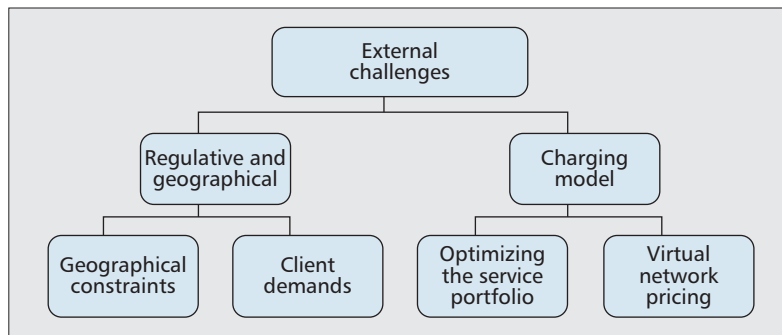 External
challenges
Regulative and
geographical
Charging
model
Geographical
constraints
Client
demands
Optimizing
the service
portfolio
Virtual
network
pricing